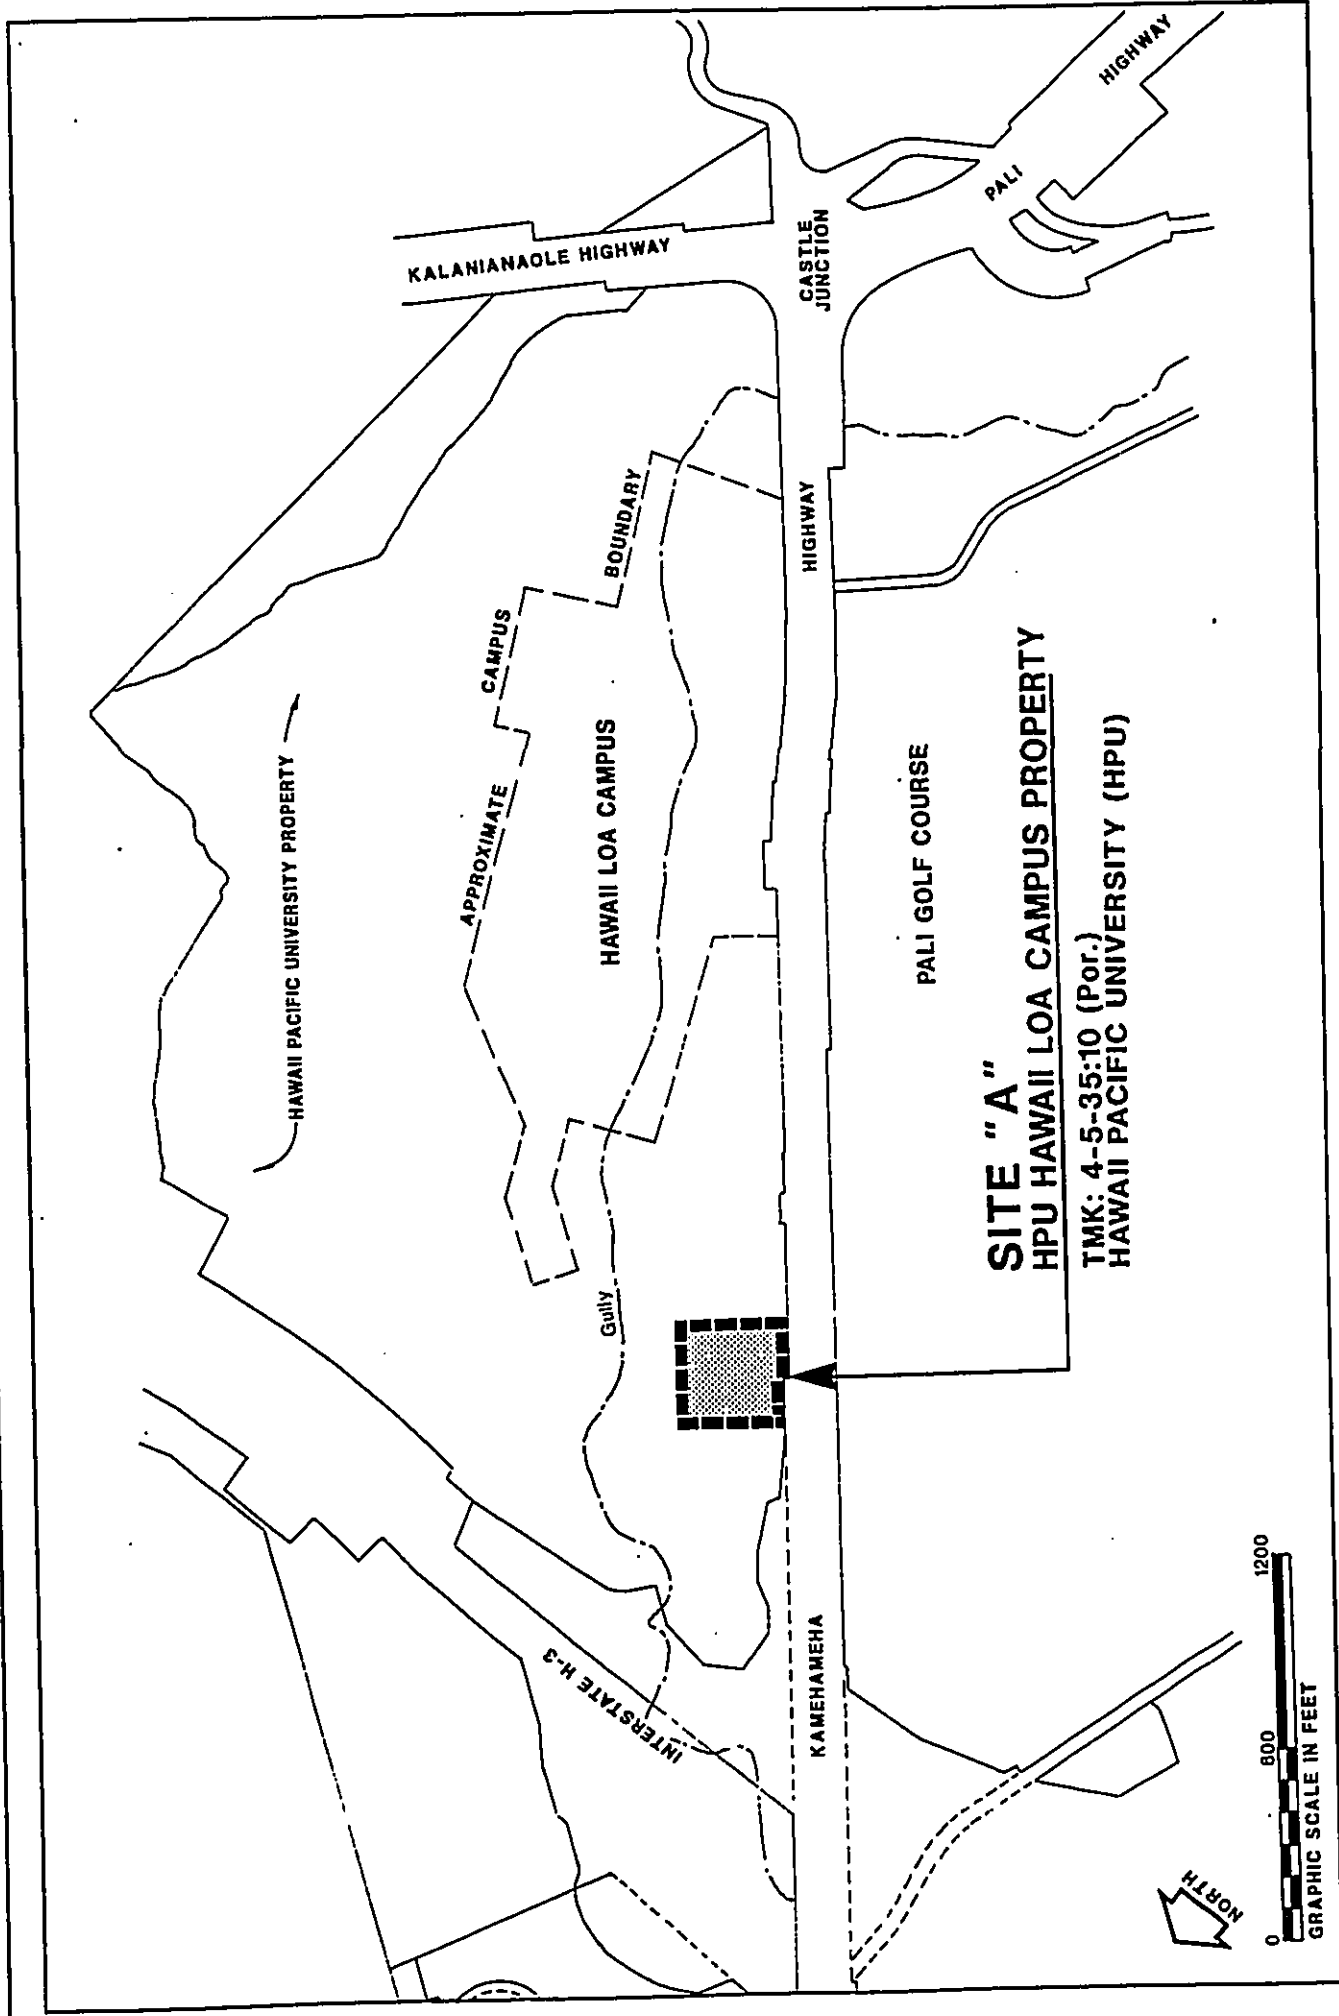 KALANIANAOLE HIGHWAY
CASTLE
JUNCTION
PALI
HIGHWAY
HIGHWAY
KAMEHAMEHA
INTERSTATE H-3
HAWAII PACIFIC UNIVERSITY PROPERTY
APPROXIMATE
CAMPUS
BOUNDARY
HAWAII LOA CAMPUS
Gully
PALI GOLF COURSE
SITE "A"
HPU HAWAII LOA CAMPUS PROPERTY
TMK: 4-5-35:10 (Por.)
HAWAII PACIFIC UNIVERSITY (HPU)
NORTH
0
600
1200
GRAPHIC SCALE IN FEET